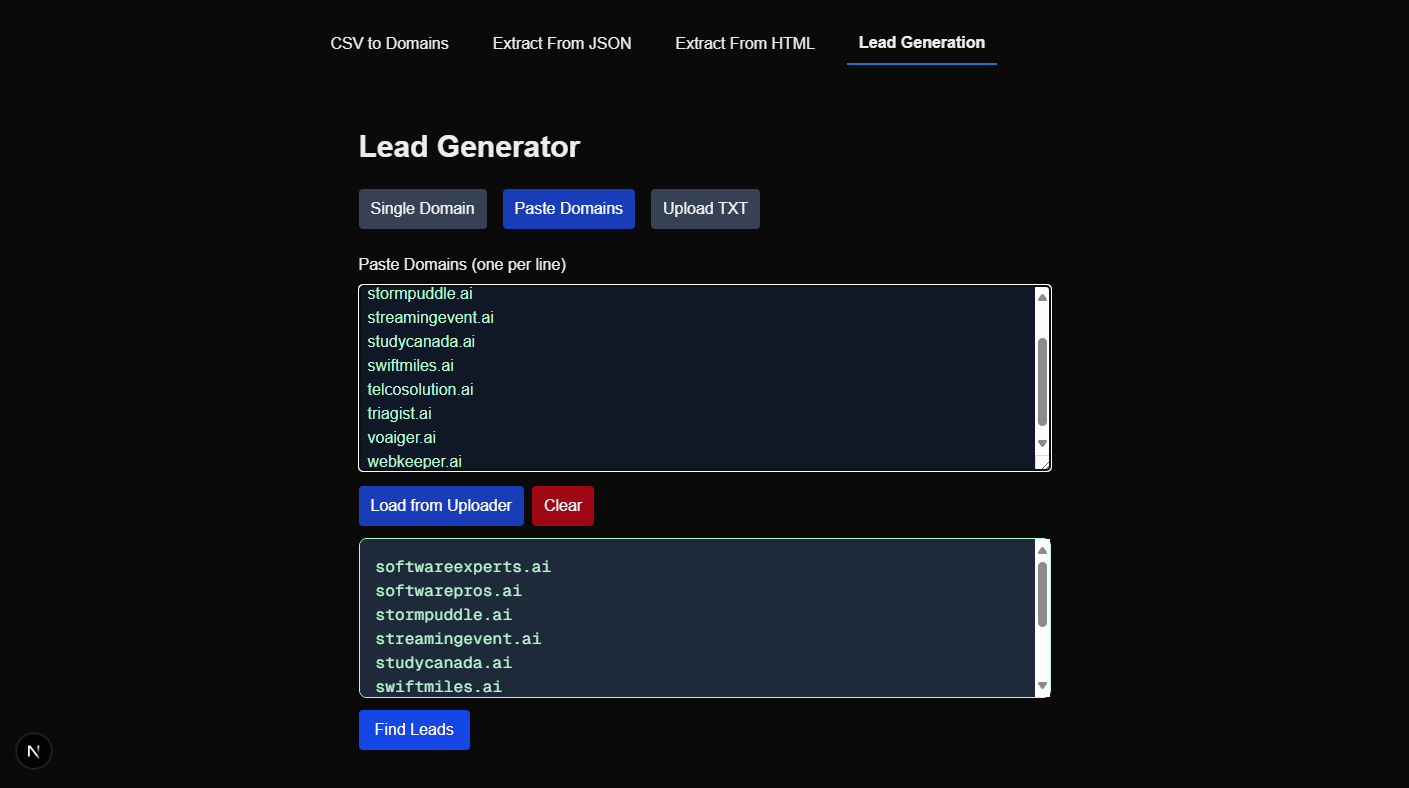 CSV to Domains
Extract From JSON
Extract From HTML
Lead Generation
Lead Generator
Single Domain
Paste Domains
Upload TXT
Paste Domains (one per line)
stormpuddle.ai
streamingevent.ai
studycanada.ai
swiftmiles.ai
telcosolution.ai
triagist.ai
voaiger.ai
webkeeper.ai
Load from Uploader
Clear
softwareexperts.ai
softwarepros.ai
stormpuddle.ai
streamingevent.ai
studycanada.ai
swiftmiles.ai
Find Leads
N